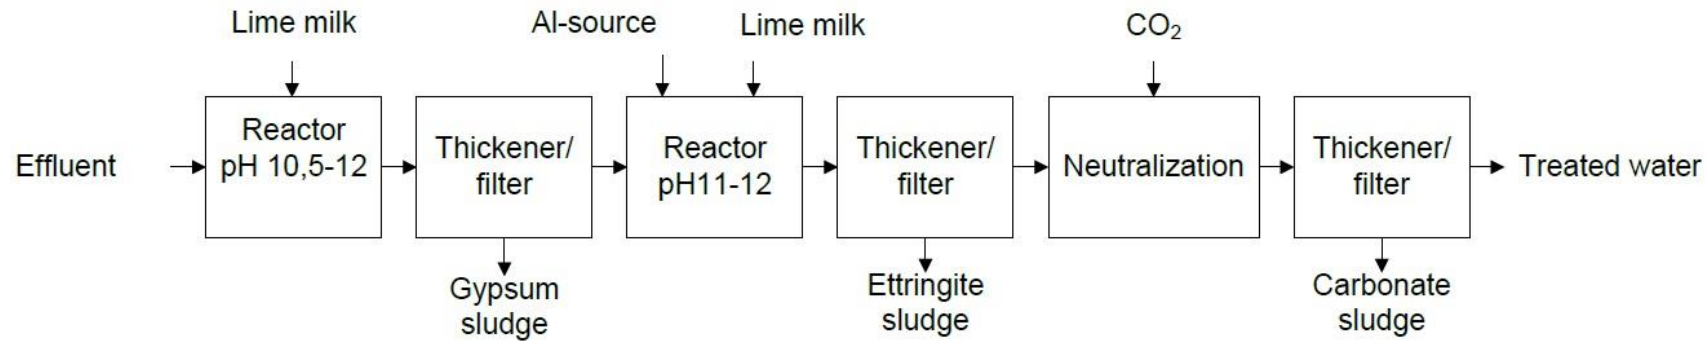 Lime milk
Al-source
Lime milk
CO₂
Effluent
Reactor
pH 10,5-12
Thickener/
filter
Reactor
pH11-12
Thickener/
filter
Neutralization
Thickener/
filter
Treated water
Gypsum
sludge
Ettringite
sludge
Carbonate
sludge